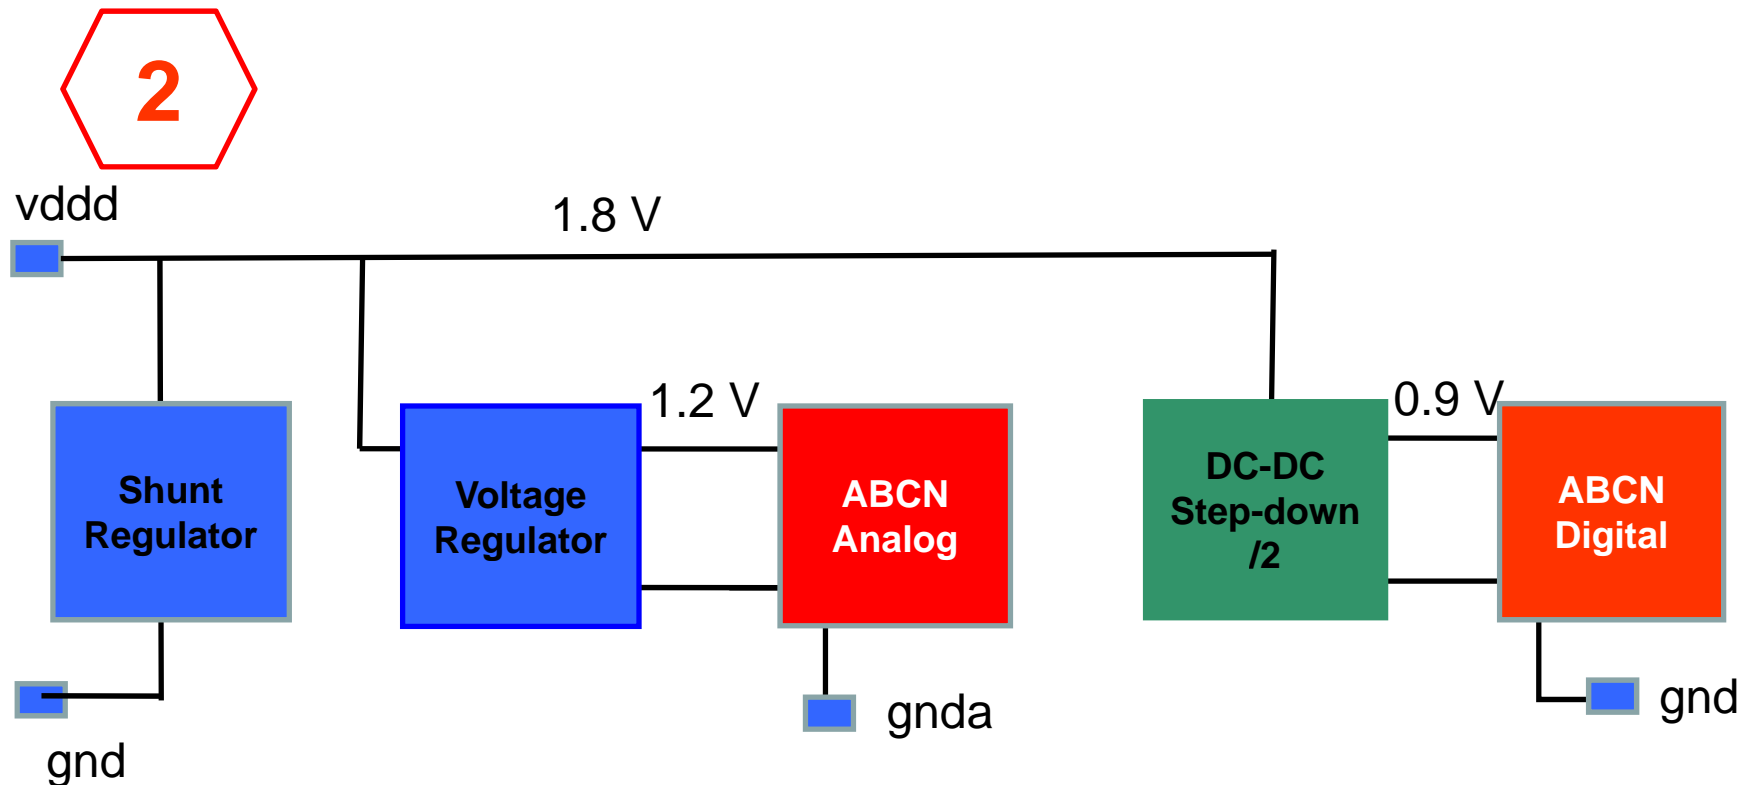 2
vddd
1.8 V
1.2 V
0.9 V
Shunt
Regulator
Voltage
Regulator
ABCN
Analog
DC-DC
Step-down
/2
ABCN
Digital
gnd
gnda
gnd